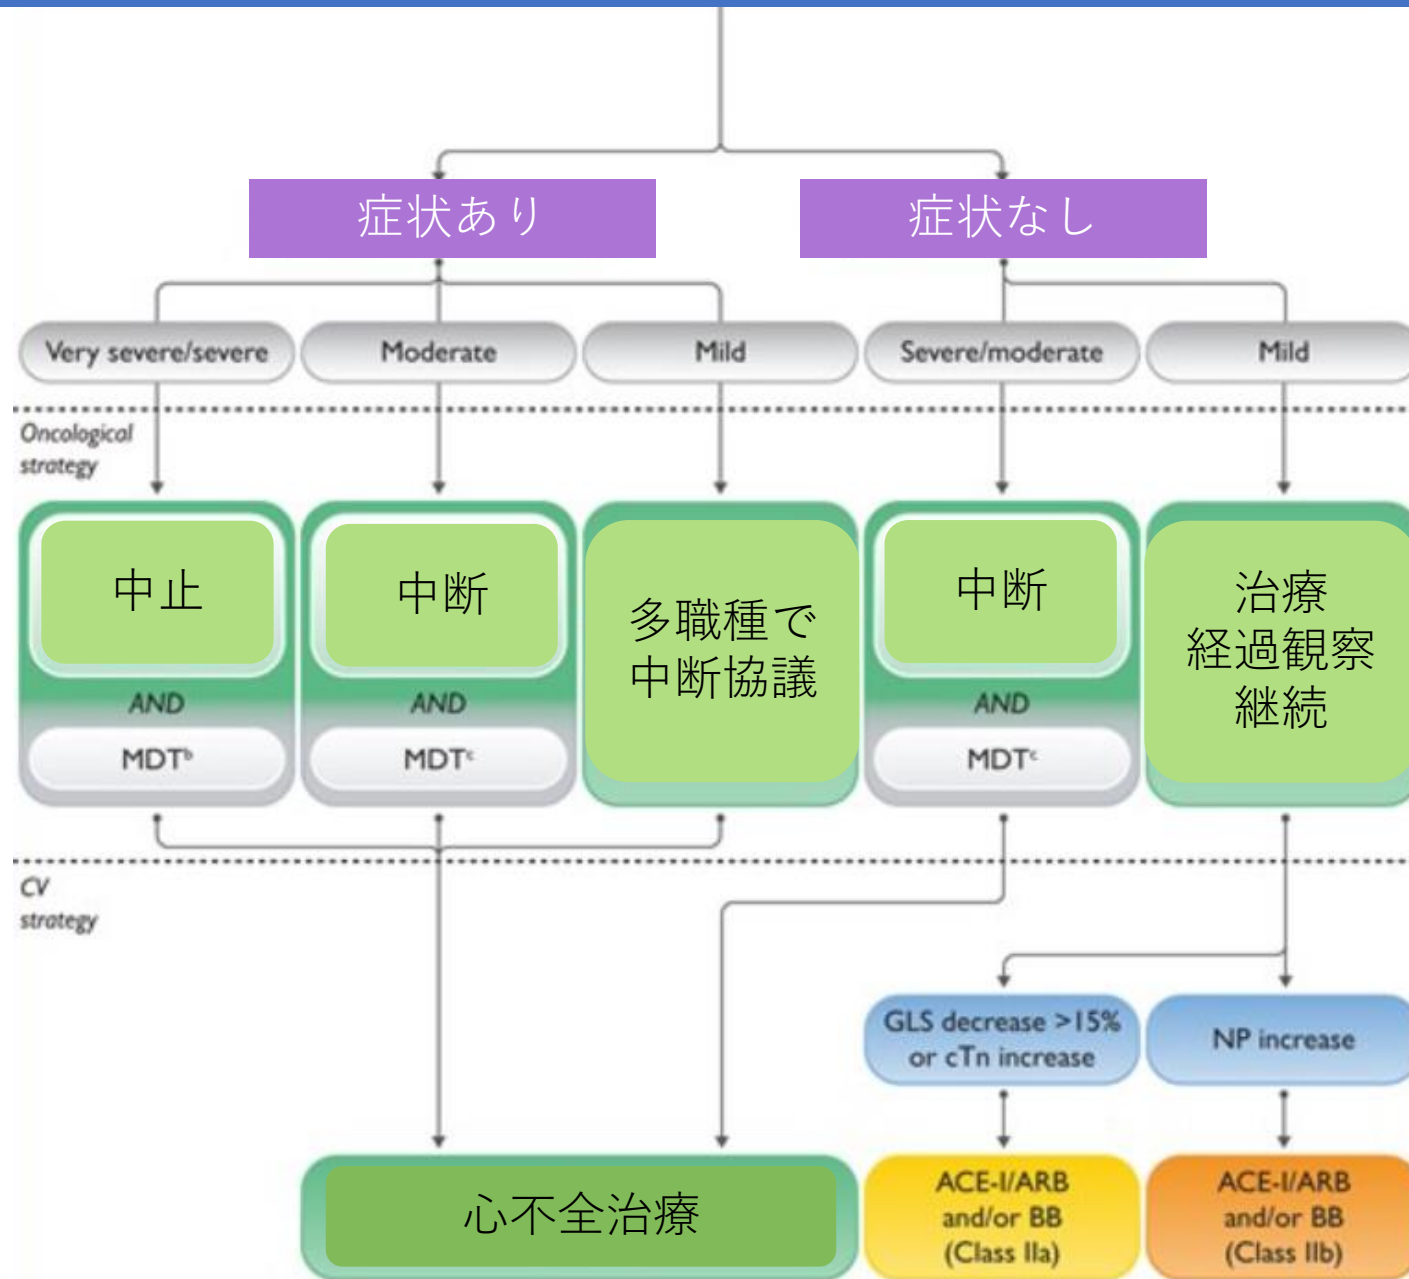 症状あり
症状なし
Very severe/severe
Moderate
Mild
Severe/moderate
Mild
Oncological
strategy
中止
AND
MDTᵇ
中断
AND
MDTᶜ
多職種で
中断協議
中断
AND
MDTᶜ
治療
経過観察
継続
CV
strategy
GLS decrease >15%
or cTn increase
NP increase
心不全治療
ACE-I/ARB
and/or BB
(Class IIa)
ACE-I/ARB
and/or BB
(Class IIb)